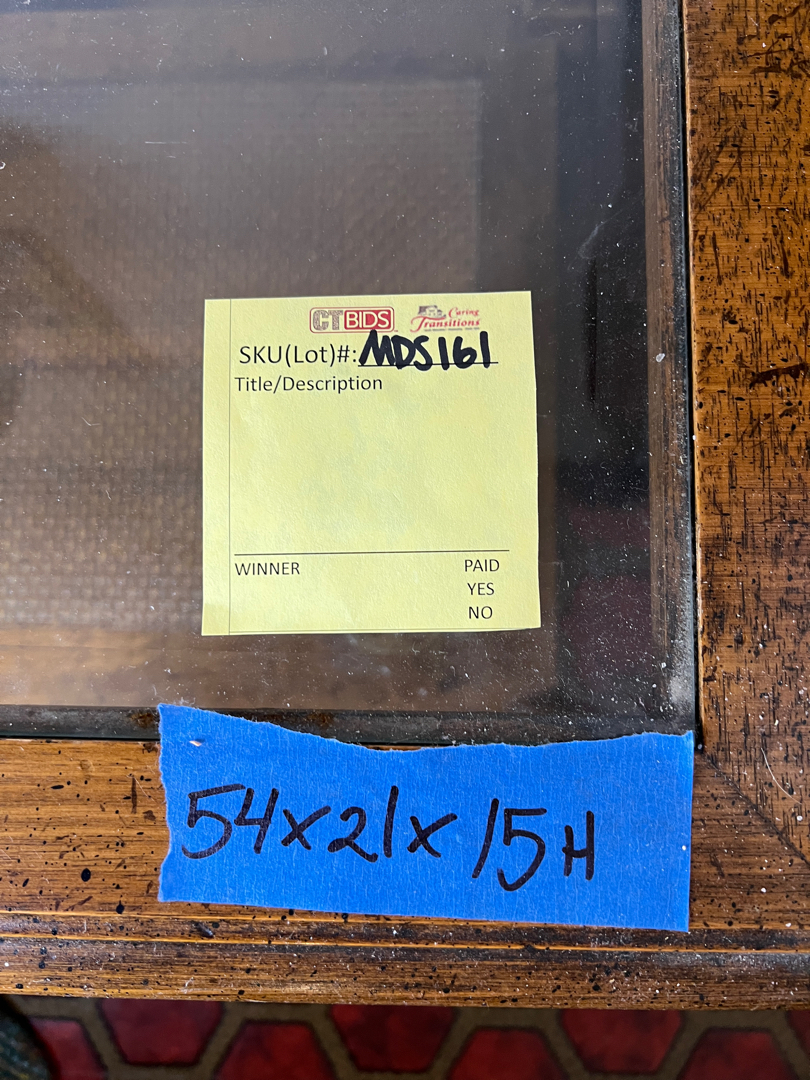 CTBIDS Caring Transitions
SKU(Lot)#: MDS161
Title/Description
WINNER PAID
YES
NO
54x21x15H